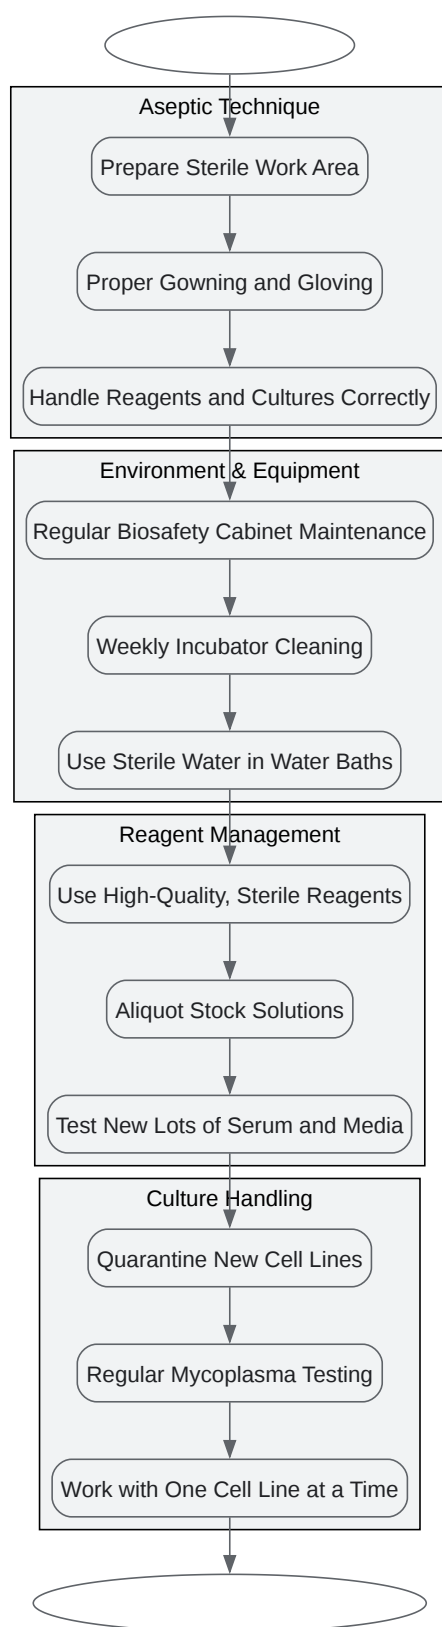 Aseptic Technique
Prepare Sterile Work Area
Proper Gowning and Gloving
Handle Reagents and Cultures Correctly
Environment & Equipment
Regular Biosafety Cabinet Maintenance
Weekly Incubator Cleaning
Use Sterile Water in Water Baths
Reagent Management
Use High-Quality, Sterile Reagents
Aliquot Stock Solutions
Test New Lots of Serum and Media
Culture Handling
Quarantine New Cell Lines
Regular Mycoplasma Testing
Work with One Cell Line at a Time